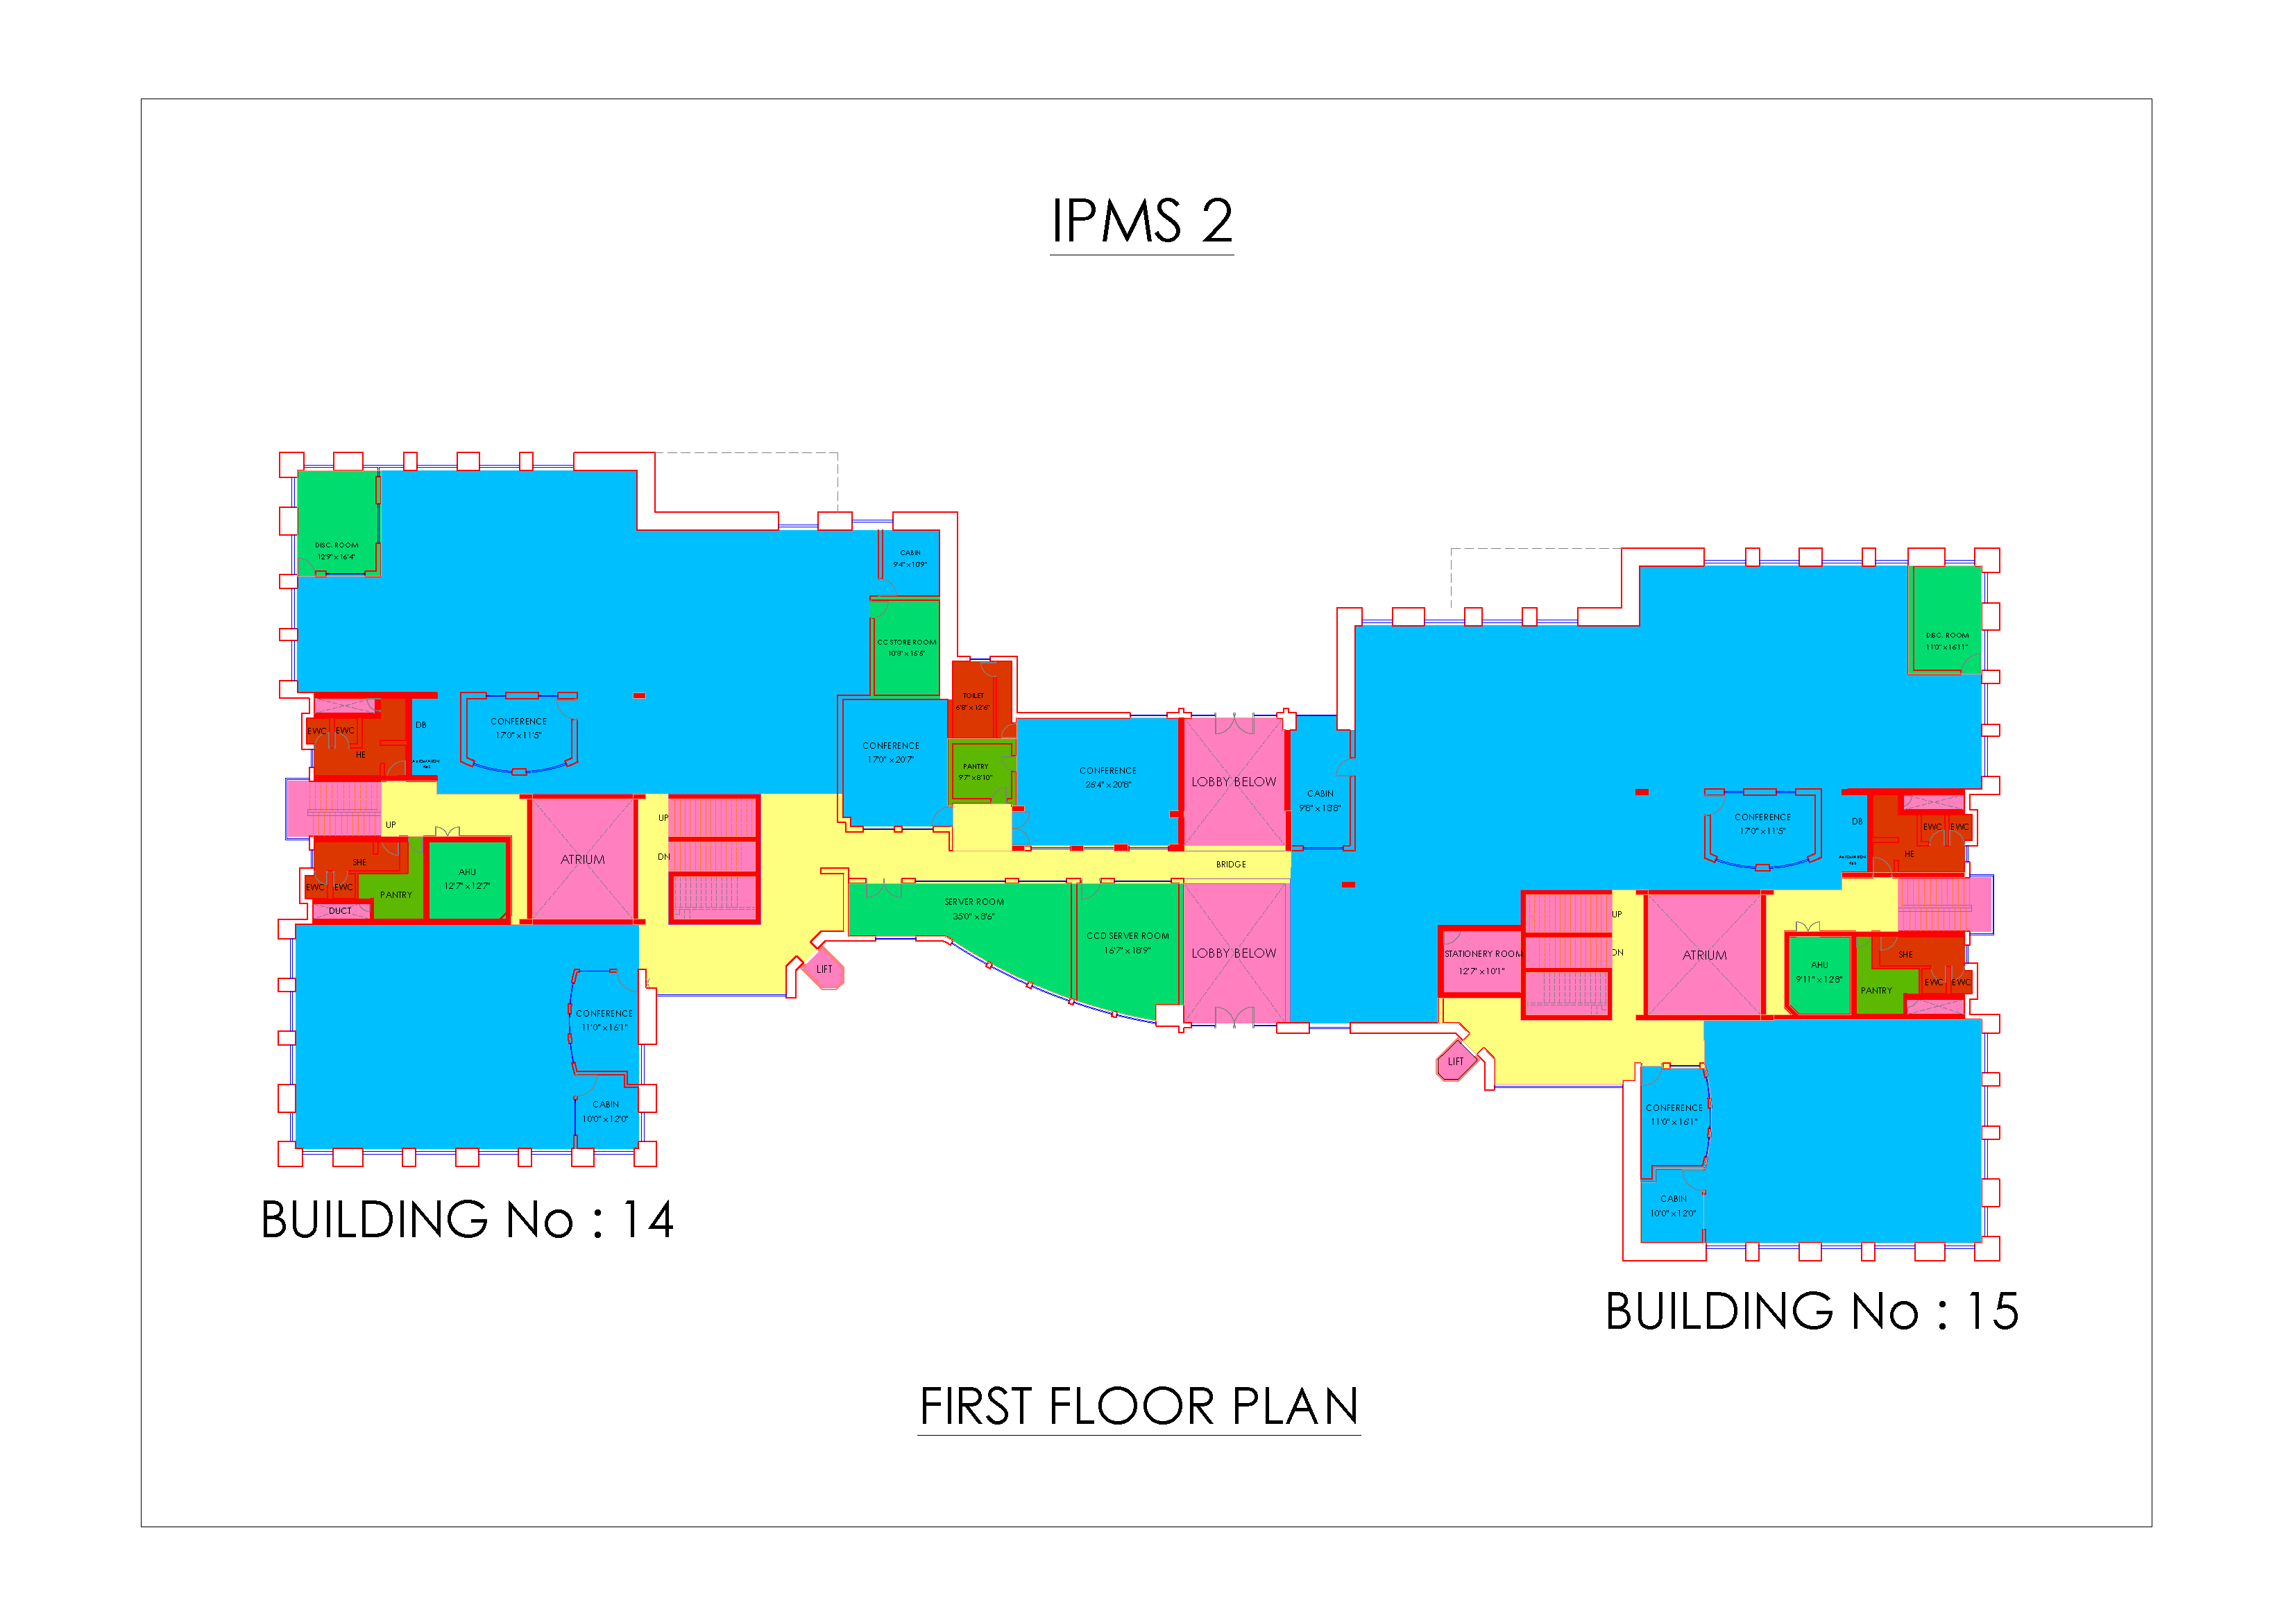 IPMS 2
DISC. ROOM
12'9" x 16'4"
CABIN
9'4" x 10'9"
CC STORE ROOM
10'8" x 15'5"
DISC. ROOM
11'0" x 16'11"
TOILET
6'8" x 12'6"
DB
EWC EWC
HE
CONFERENCE
17'0" x 11'5"
CONFERENCE
17'0" x 20'7"
PANTRY
9'7" x 8'10"
CONFERENCE
26'4" x 20'8"
LOBBY BELOW
CABIN
9'8" x 18'8"
CONFERENCE
17'0" x 11'5"
DB
EWC EWC
HE
UP
UP
DN
ATRIUM
SHE
EWC EWC
PANTRY
DUCT
AHU
12'7" x 12'7"
BRIDGE
SERVER ROOM
35'0" x 8'6"
CCD SERVER ROOM
16'7" x 18'9"
LOBBY BELOW
LIFT
STATIONERY ROOM
12'7" x 10'1"
UP
DN
ATRIUM
AHU
9'11" x 12'8"
SHE
EWC EWC
PANTRY
CONFERENCE
11'0" x 16'1"
CABIN
10'0" x 12'0"
LIFT
CONFERENCE
11'0" x 16'1"
CABIN
10'0" x 12'0"
BUILDING No : 14
BUILDING No : 15
FIRST FLOOR PLAN